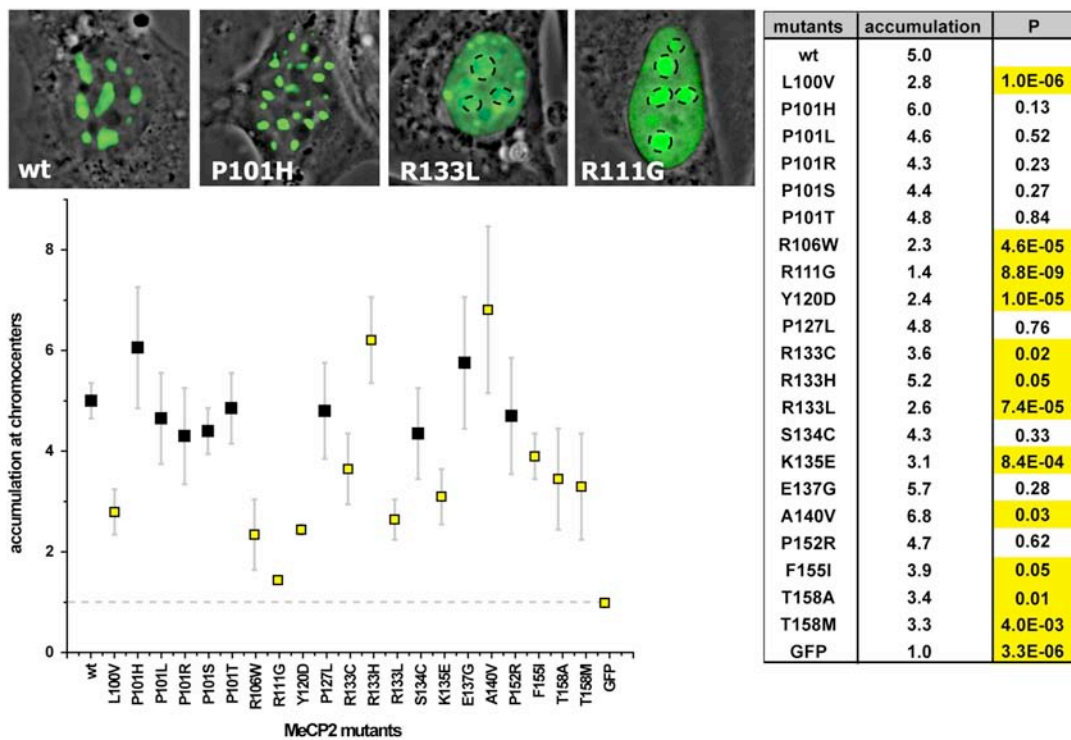 wt
P101H
R133L
R111G
mutants accumulation P
wt 5.0
L100V 2.8 1.0E-06
P101H 6.0 0.13
P101L 4.6 0.52
P101R 4.3 0.23
P101S 4.4 0.27
P101T 4.8 0.84
R106W 2.3 4.6E-05
R111G 1.4 8.8E-09
Y120D 2.4 1.0E-05
P127L 4.8 0.76
R133C 3.6 0.02
R133H 5.2 0.05
R133L 2.6 7.4E-05
S134C 4.3 0.33
K135E 3.1 8.4E-04
E137G 5.7 0.28
A140V 6.8 0.03
P152R 4.7 0.62
F155I 3.9 0.05
T158A 3.4 0.01
T158M 3.3 4.0E-03
GFP 1.0 3.3E-06
accumulation at chromocenters
8
6
4
2
0
wt
L100V
P101H
P101L
P101R
P101S
P101T
R106W
R111G
Y120D
P127L
R133C
R133H
R133L
S134C
K135E
E137G
A140V
P152R
F155I
T158A
T158M
GFP
MeCP2 mutants